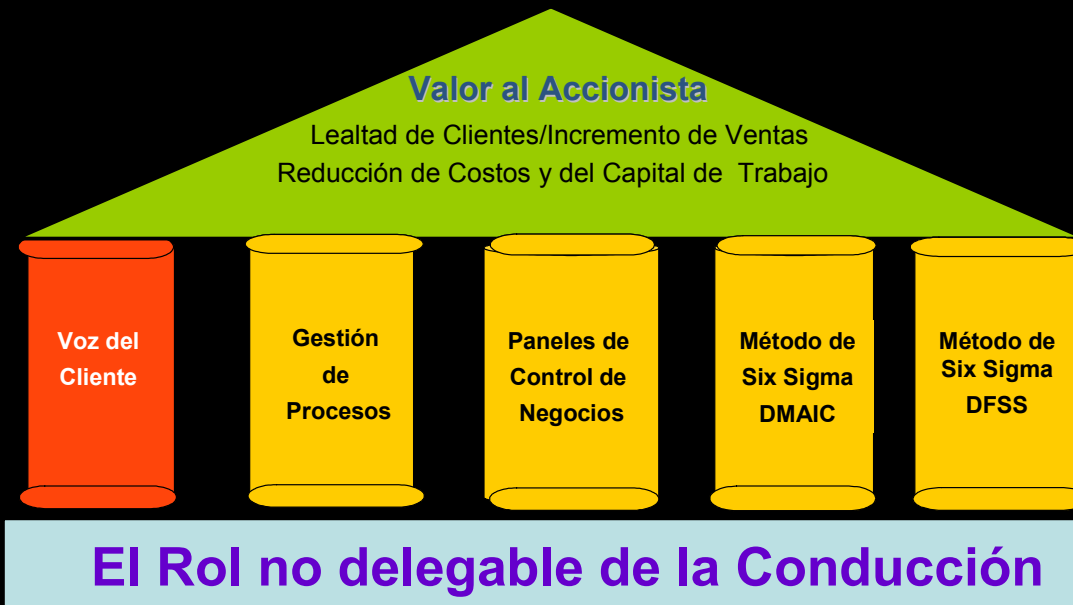 Valor al Accionista
Lealtad de Clientes/Incremento de Ventas
Reducción de Costos y del Capital de Trabajo
Voz del
Cliente
Gestión
de
Procesos
Paneles de
Control de
Negocios
Método de
Six Sigma
DMAIC
Método de
Six Sigma
DFSS
El Rol no delegable de la Conducción